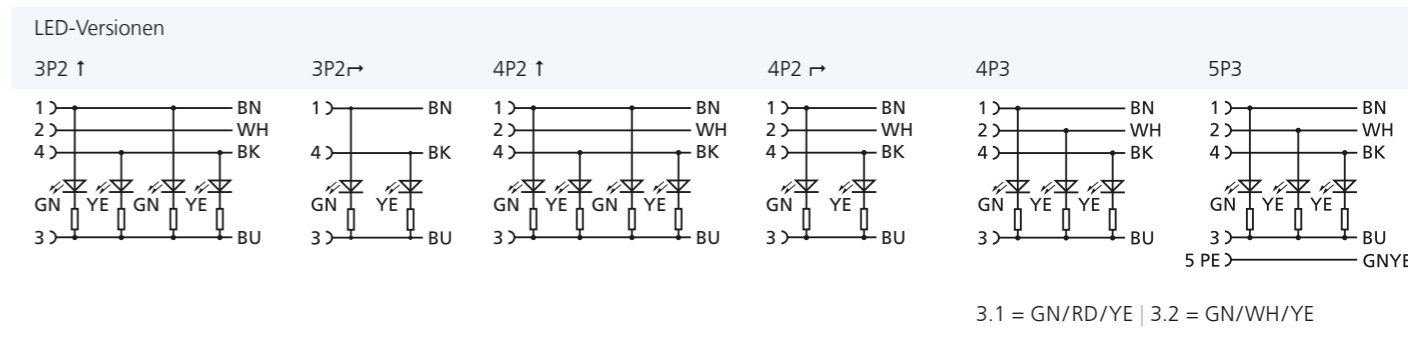 LED-Versionen
3P2 ↑ 3P2↱ 4P2 ↑ 4P2 ↱ 4P3 5P3
1 BN 1 BN 1 BN 1 BN 1 BN 1 BN
2 WH 2 WH 2 WH 2 WH 2 WH
4 BK 4 BK 4 BK 4 BK 4 BK 4 BK
GN YE GN YE GN YE GN YE GN YE GN YE GN YE YE GN YE YE
3 BU 3 BU 3 BU 3 BU 3 BU 3 BU
5 PE GNYE
3.1 = GN/RD/YE | 3.2 = GN/WH/YE